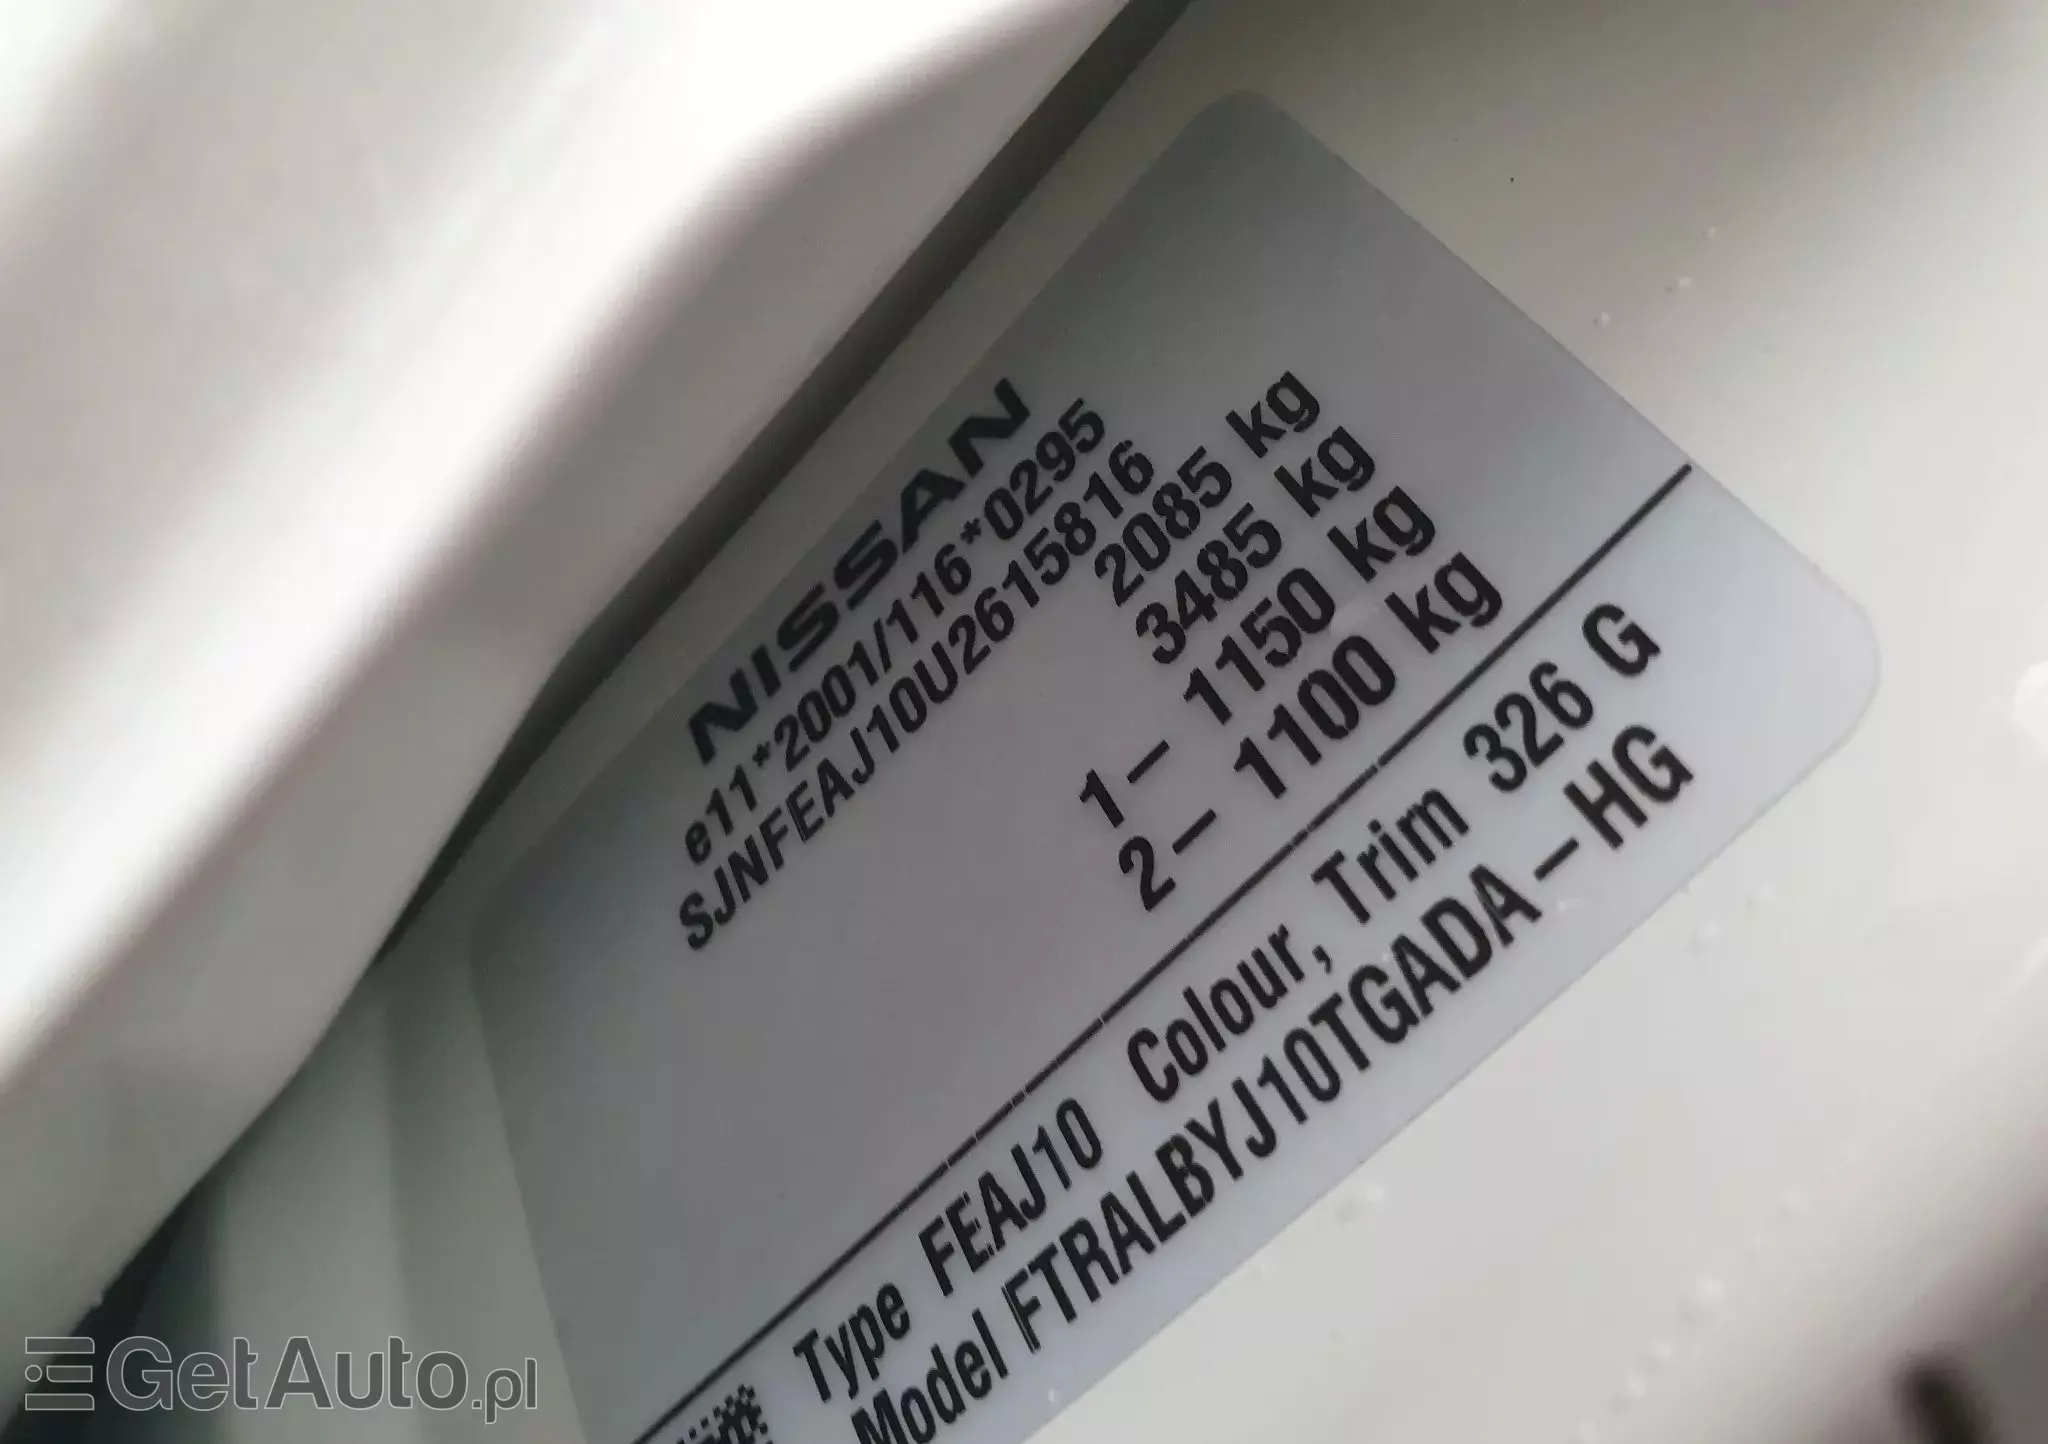 NISSAN
e11*2001/116*0295
SJNFEAJ10U2615816
2085 kg
3485 kg
1– 1150 kg
2– 1100 kg
Type FEAJ10 Colour, Trim 326 G
Model FTRALBYJ10TGADA–HG
GetAuto.pl